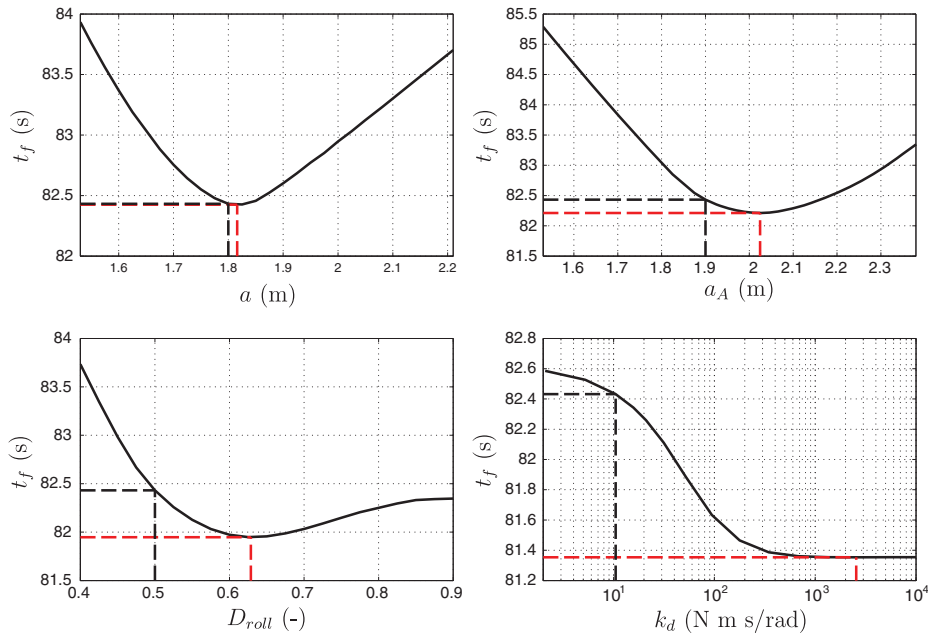 84
83.5
83
82.5
82
t_f (s)
1.6 1.7 1.8 1.9 2 2.1 2.2
a (m)
85.5
85
84.5
84
83.5
83
82.5
82
81.5
t_f (s)
1.6 1.7 1.8 1.9 2 2.1 2.2 2.3
a_A (m)
84
83.5
83
82.5
82
81.5
t_f (s)
0.4 0.5 0.6 0.7 0.8 0.9
D_roll (-)
82.8
82.6
82.4
82.2
82
81.8
81.6
81.4
81.2
t_f (s)
10^1 10^2 10^3 10^4
k_d (N m s/rad)